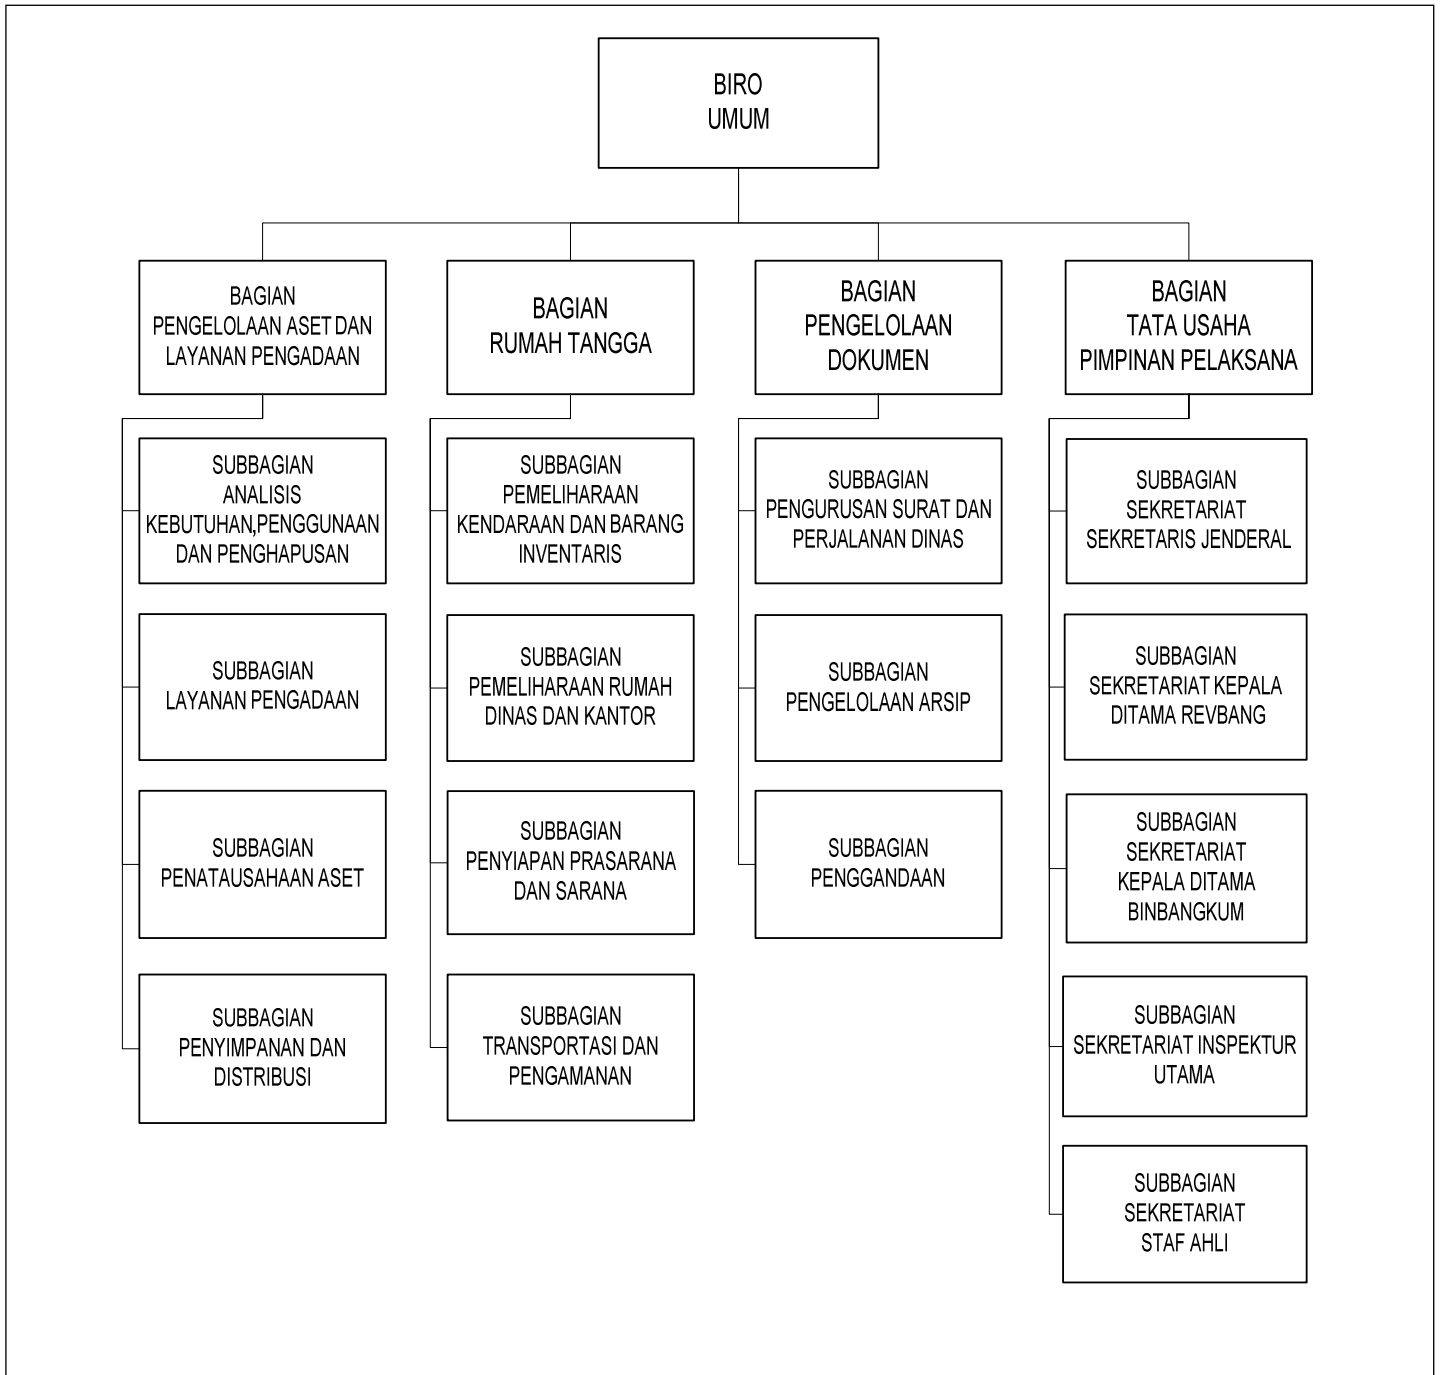 BIRO
UMUM
BAGIAN
PENGELOLAAN ASET DAN
LAYANAN PENGADAAN
BAGIAN
RUMAH TANGGA
BAGIAN
PENGELOLAAN
DOKUMEN
BAGIAN
TATA USAHA
PIMPINAN PELAKSANA
SUBBAGIAN
ANALISIS
KEBUTUHAN,PENGGUNAAN
DAN PENGHAPUSAN
SUBBAGIAN
LAYANAN PENGADAAN
SUBBAGIAN
PENATAUSAHAAN ASET
SUBBAGIAN
PENYIMPANAN DAN
DISTRIBUSI
SUBBAGIAN
PEMELIHARAAN
KENDARAAN DAN BARANG
INVENTARIS
SUBBAGIAN
PEMELIHARAAN RUMAH
DINAS DAN KANTOR
SUBBAGIAN
PENYIAPAN PRASARANA
DAN SARANA
SUBBAGIAN
TRANSPORTASI DAN
PENGAMANAN
SUBBAGIAN
PENGURUSAN SURAT DAN
PERJALANAN DINAS
SUBBAGIAN
PENGELOLAAN ARSIP
SUBBAGIAN
PENGGANDAAN
SUBBAGIAN
SEKRETARIAT
SEKRETARIS JENDERAL
SUBBAGIAN
SEKRETARIAT KEPALA
DITAMA REVBANG
SUBBAGIAN
SEKRETARIAT
KEPALA DITAMA
BINBANGKUM
SUBBAGIAN
SEKRETARIAT INSPEKTUR
UTAMA
SUBBAGIAN
SEKRETARIAT
STAF AHLI